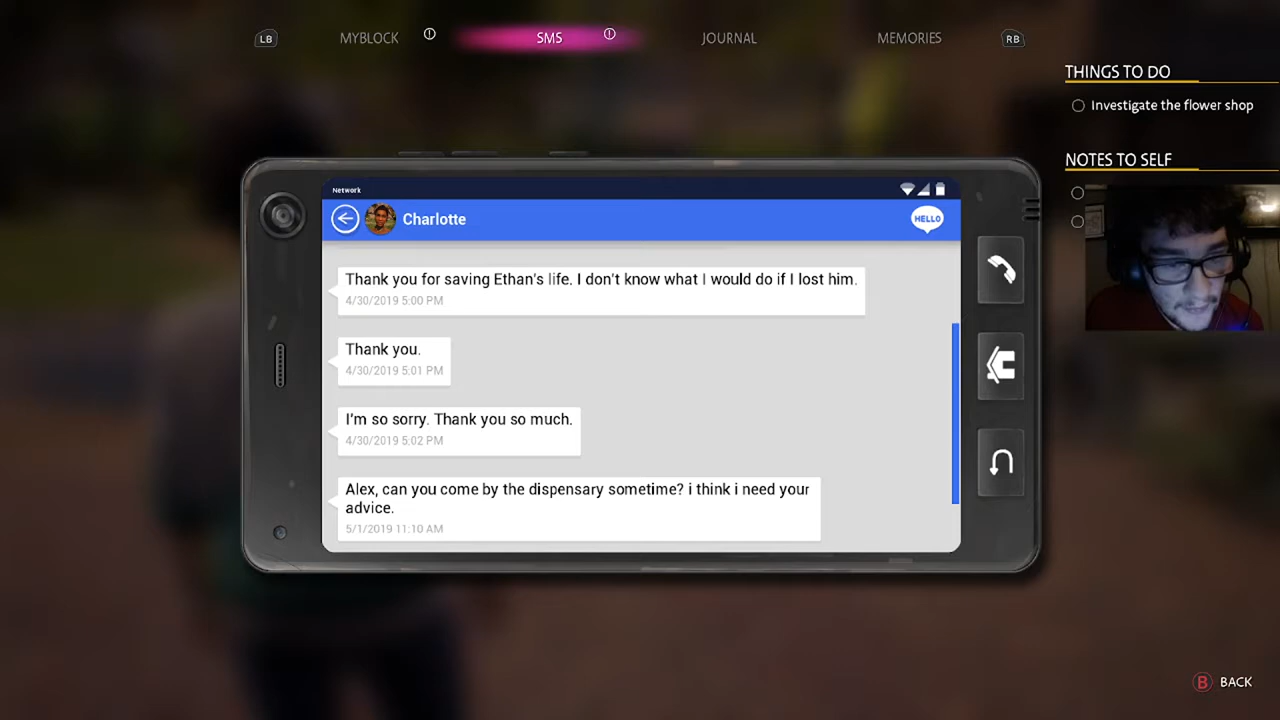 LB
MYBLOCK
SMS
JOURNAL
MEMORIES
RB
THINGS TO DO
Investigate the flower shop
NOTES TO SELF
Network
Charlotte
HELLO
Thank you for saving Ethan's life. I don't know what I would do if I lost him.
4/30/2019 5:00 PM
Thank you.
4/30/2019 5:01 PM
I'm so sorry. Thank you so much.
4/30/2019 5:02 PM
Alex, can you come by the dispensary sometime? i think i need your
advice.
5/1/2019 11:10 AM
B BACK